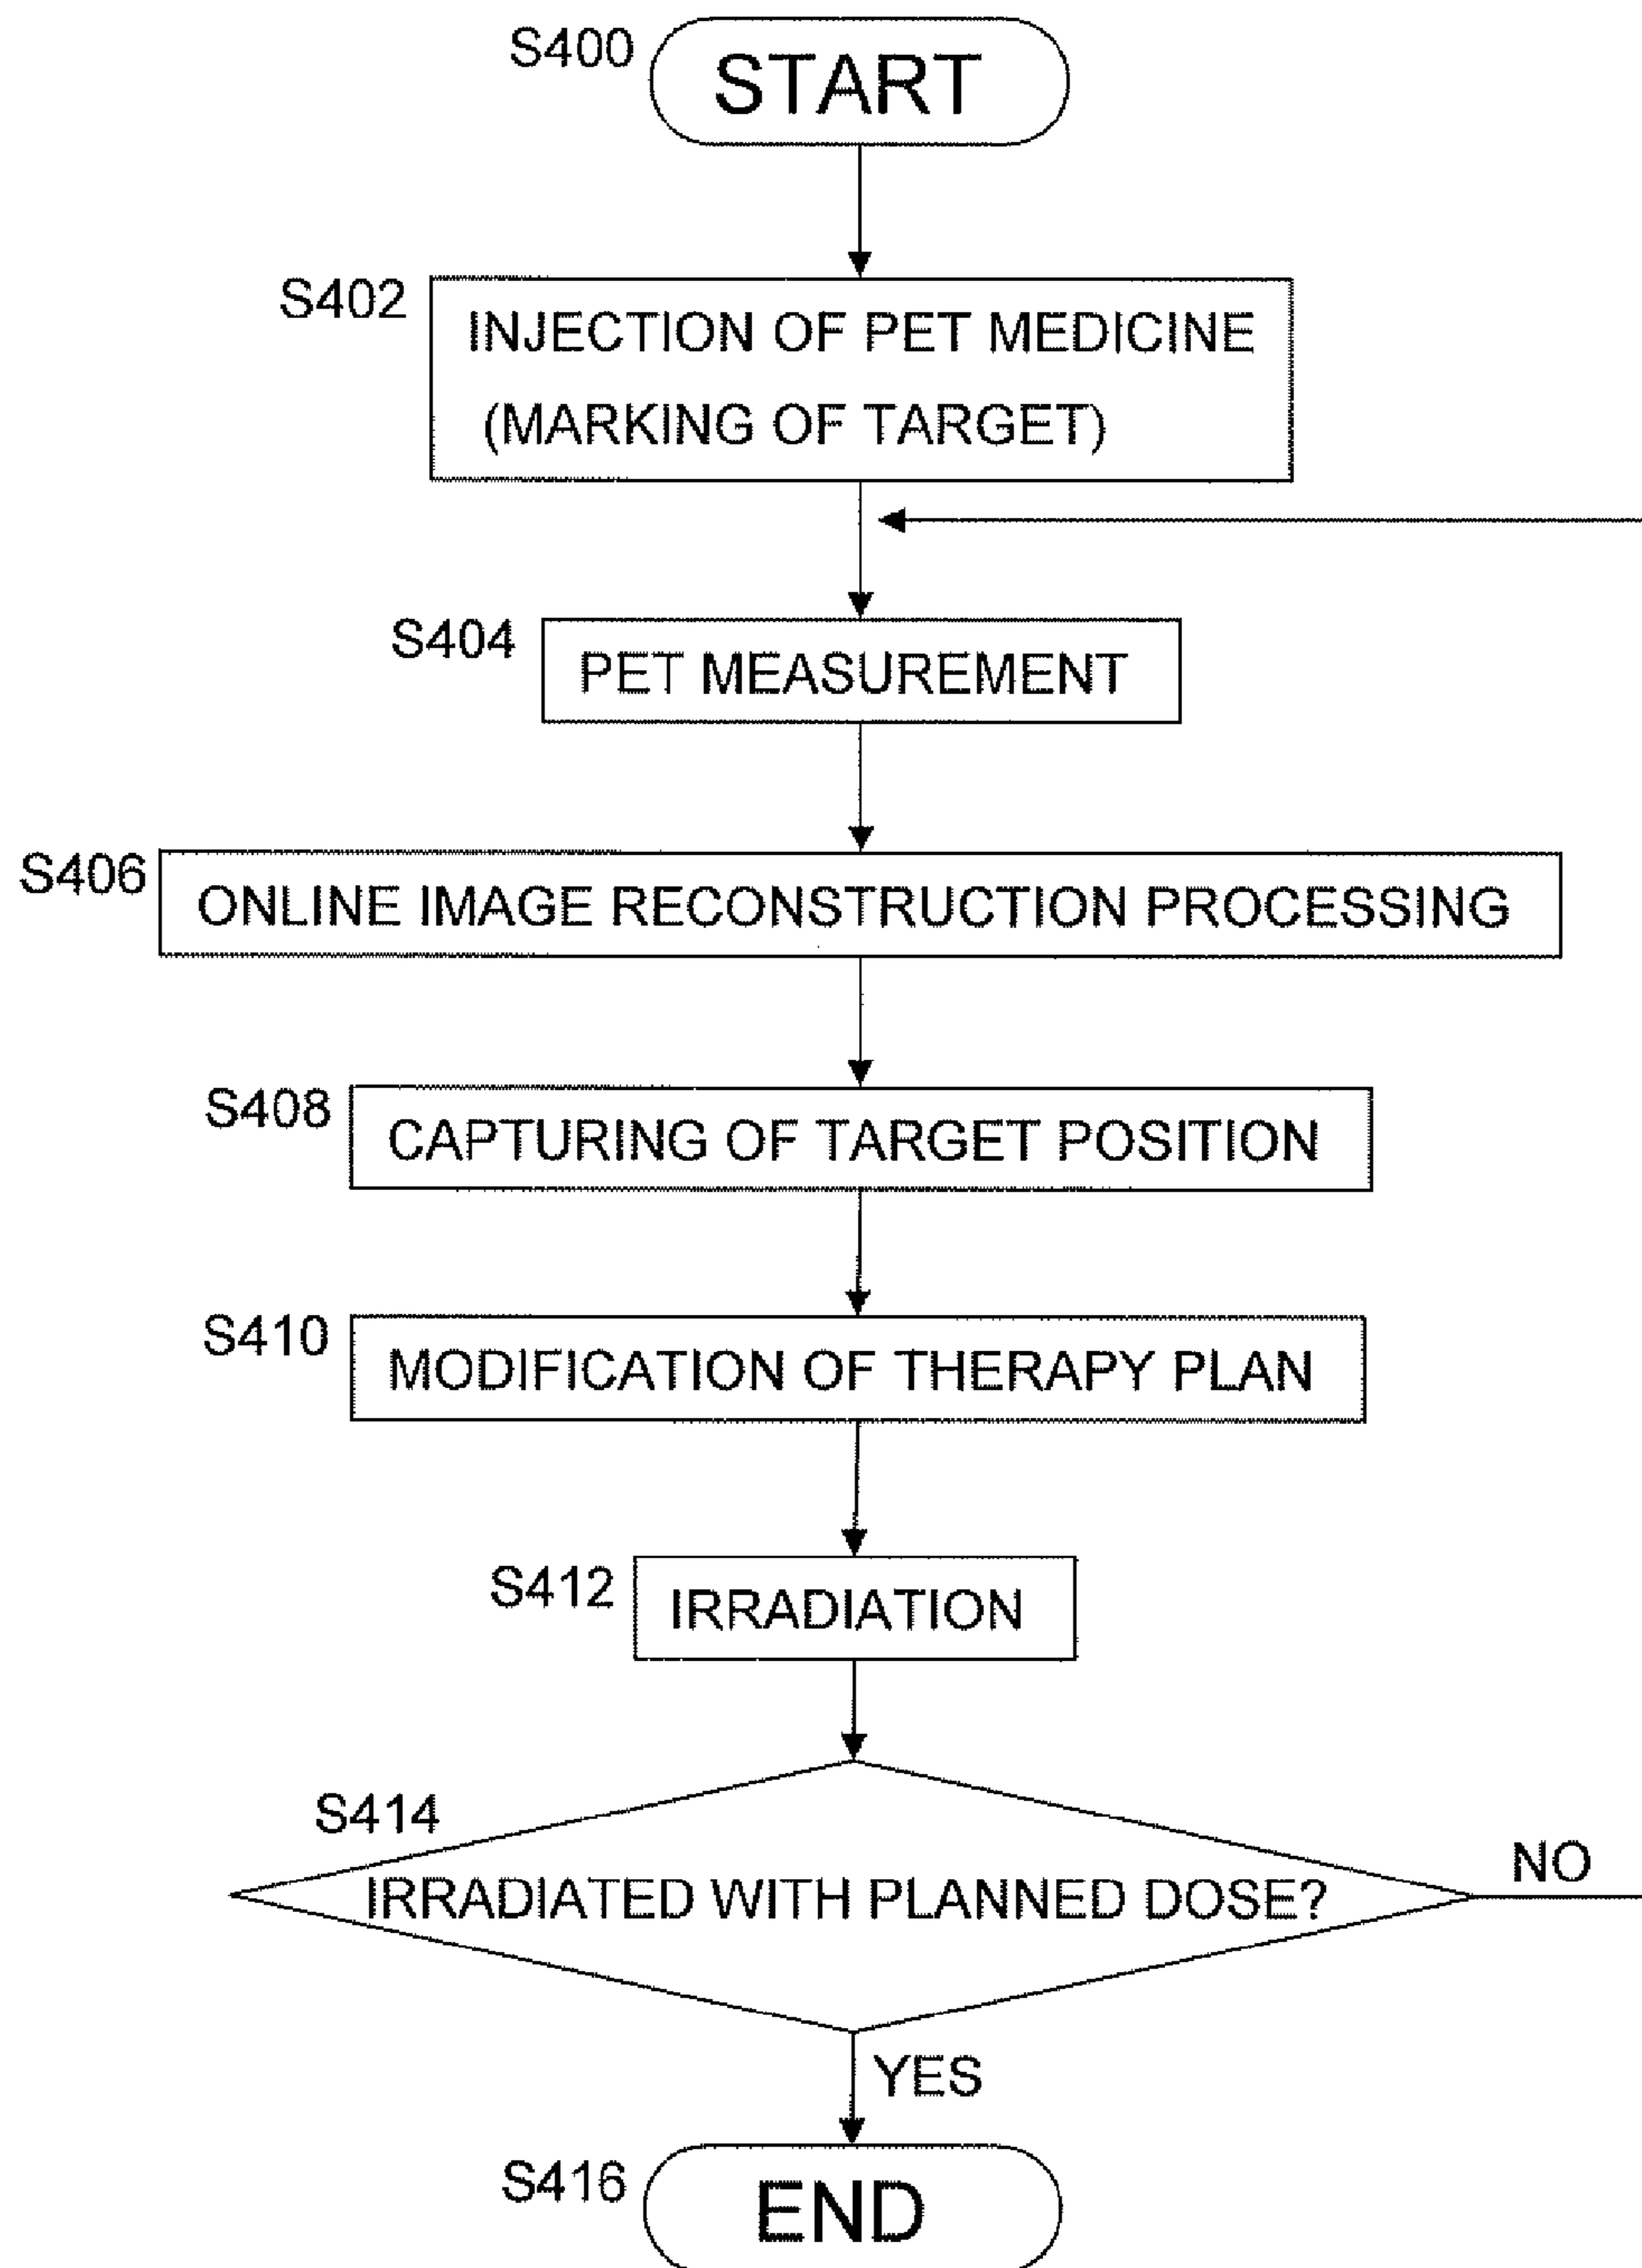 S400
START
S402
INJECTION OF PET MEDICINE
(MARKING OF TARGET)
S404
PET MEASUREMENT
S406
ONLINE IMAGE RECONSTRUCTION PROCESSING
S408
CAPTURING OF TARGET POSITION
S410
MODIFICATION OF THERAPY PLAN
S412
IRRADIATION
S414
IRRADIATED WITH PLANNED DOSE?
NO
YES
S416
END